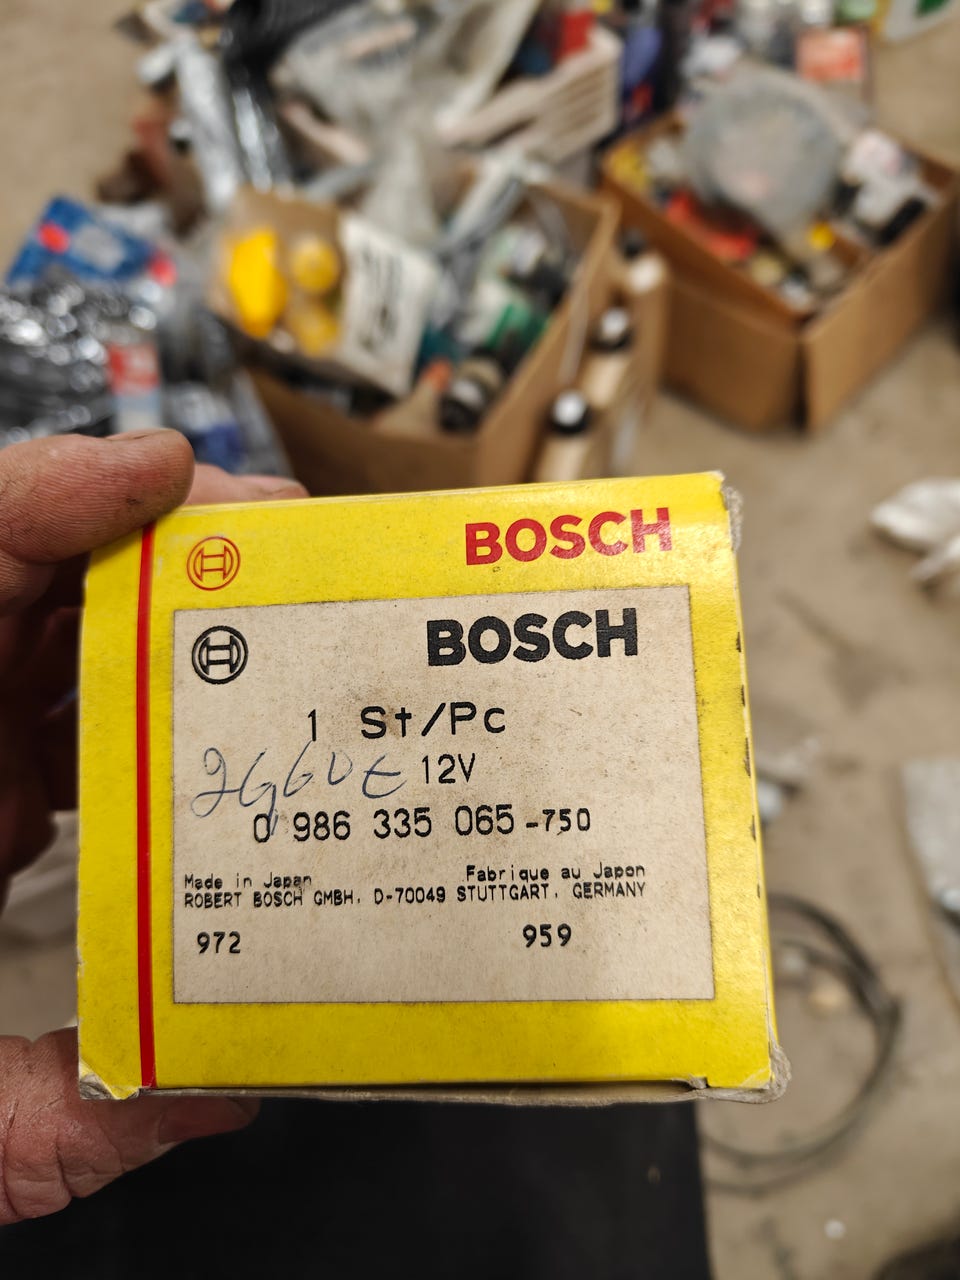 BOSCH
BOSCH
1 St/Pc
12V
0 986 335 065-750
Made in Japan Fabrique au Japon
ROBERT BOSCH GMBH. D-70049 STUTTGART. GERMANY
972 959